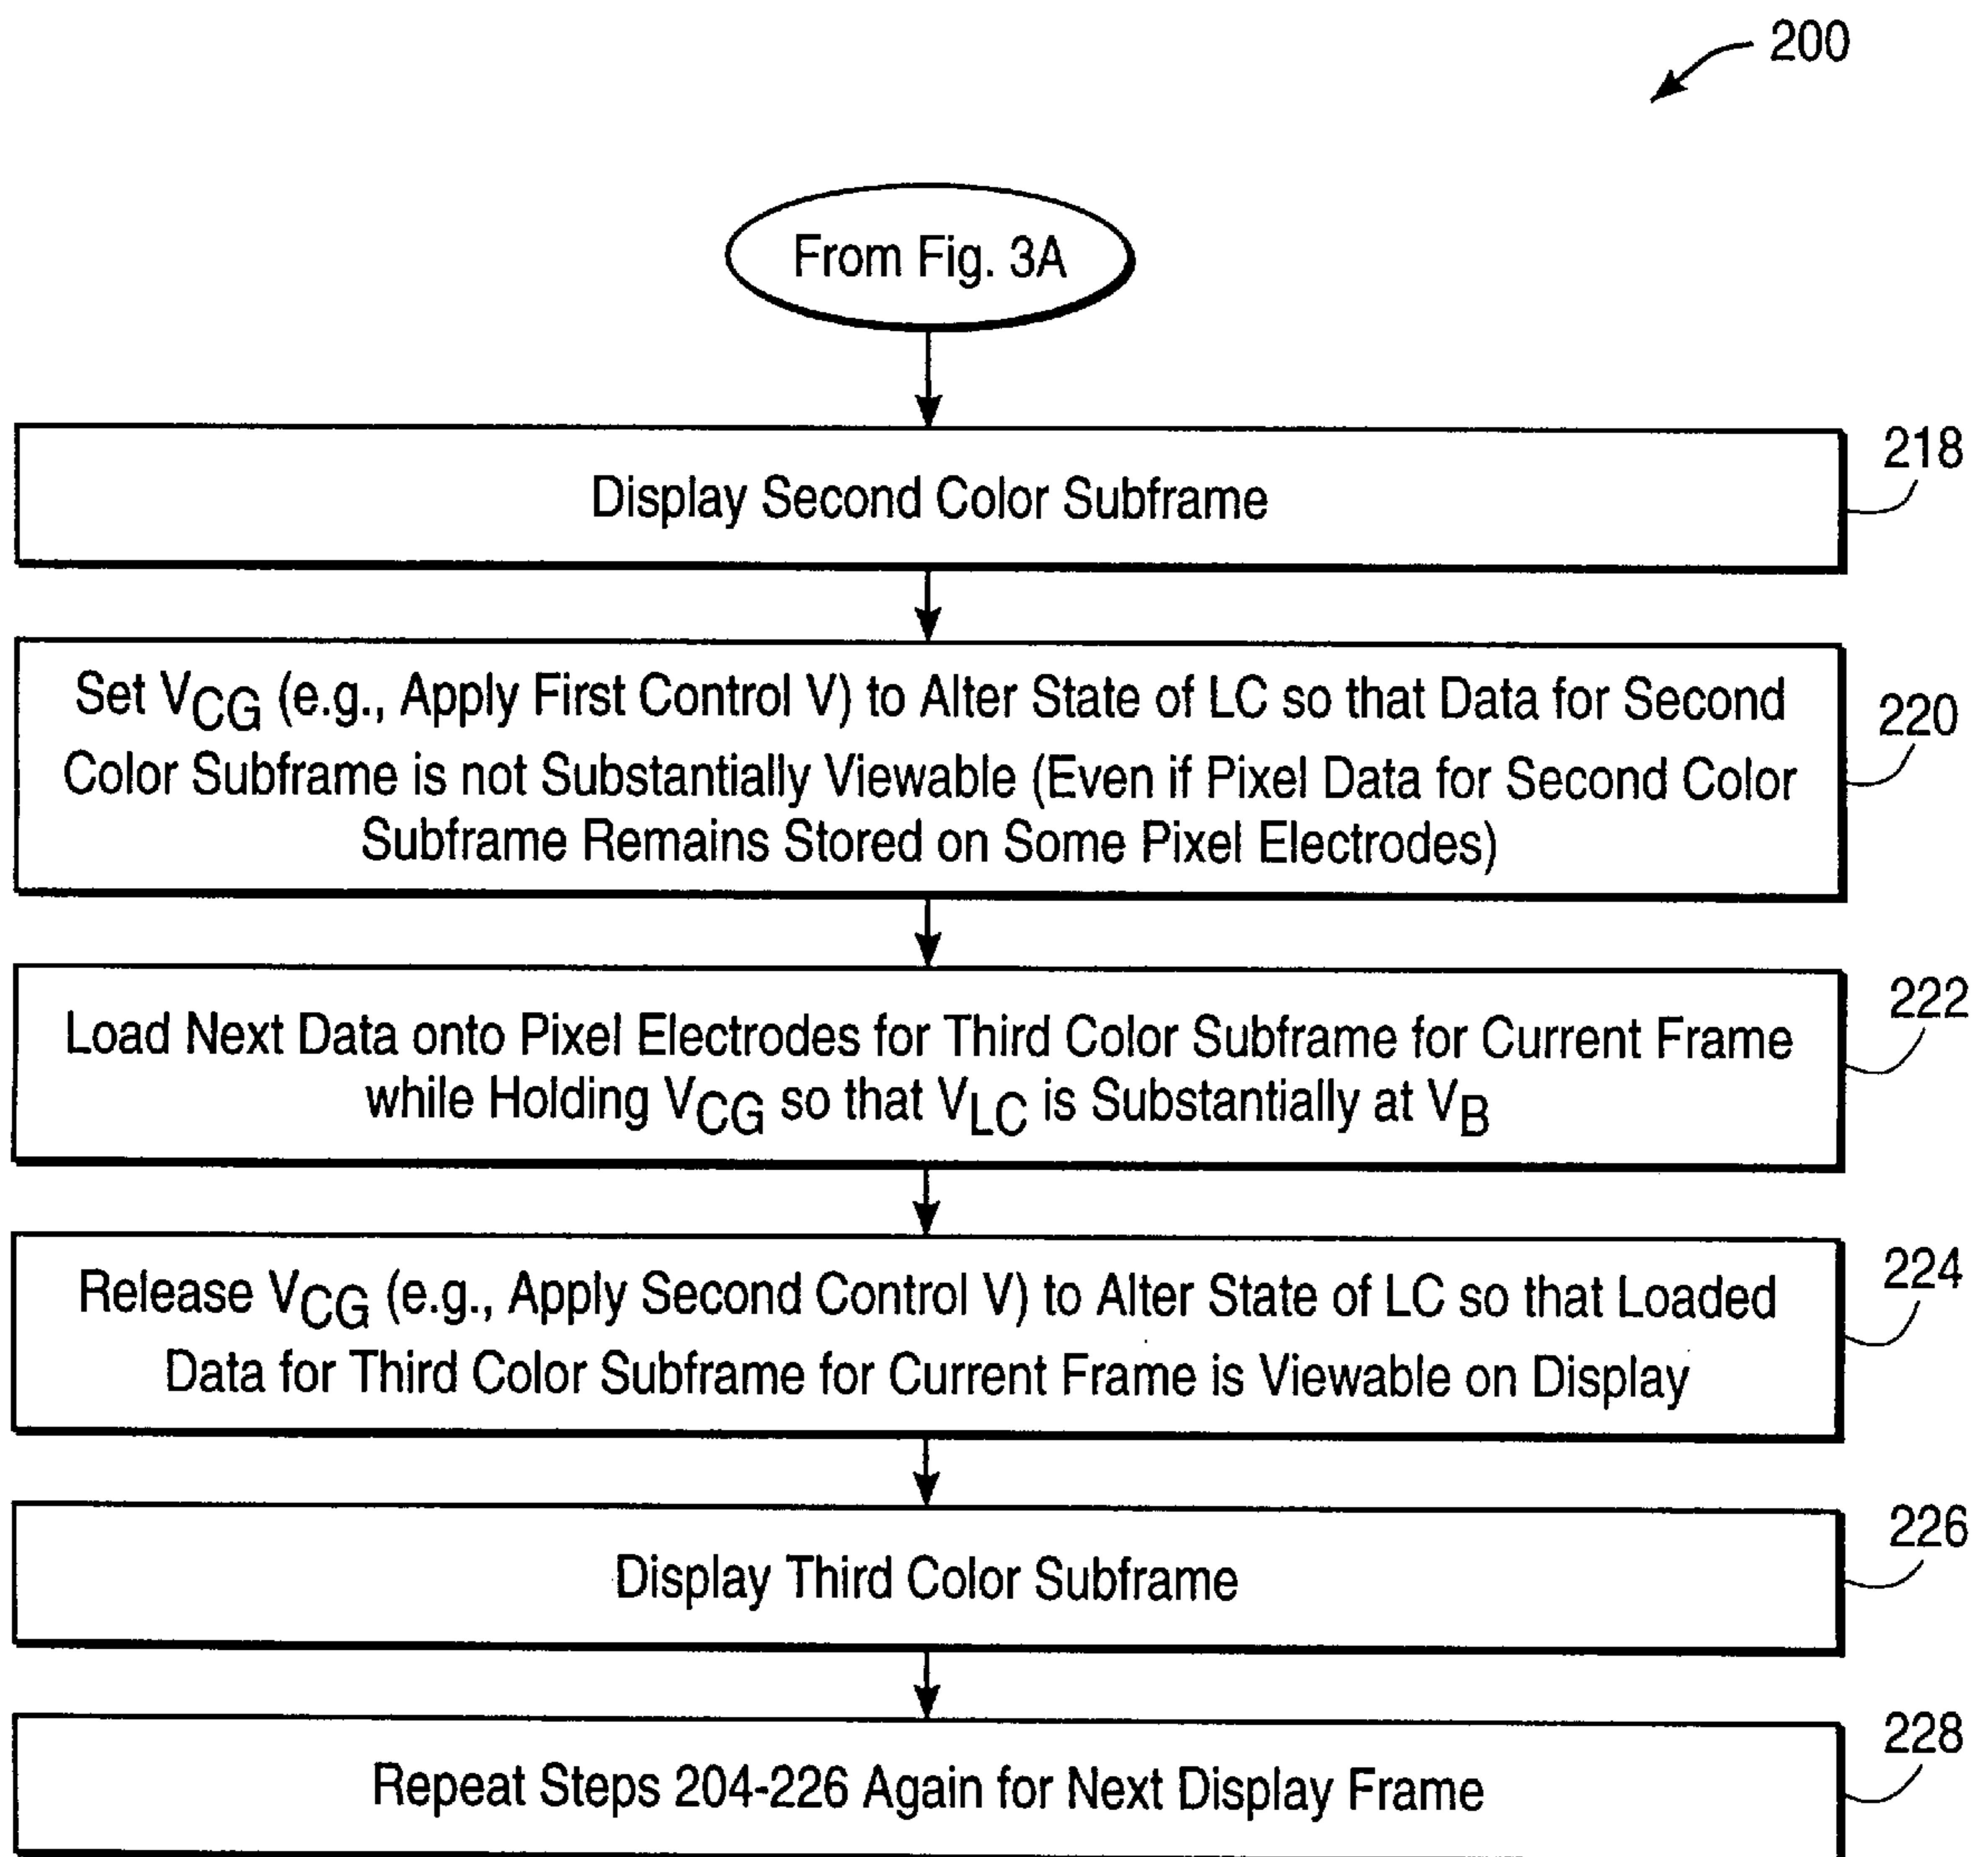 200
From Fig. 3A
218
Display Second Color Subframe
220
Set VCG (e.g., Apply First Control V) to Alter State of LC so that Data for Second
Color Subframe is not Substantially Viewable (Even if Pixel Data for Second Color
Subframe Remains Stored on Some Pixel Electrodes)
222
Load Next Data onto Pixel Electrodes for Third Color Subframe for Current Frame
while Holding VCG so that VLC is Substantially at VB
224
Release VCG (e.g., Apply Second Control V) to Alter State of LC so that Loaded
Data for Third Color Subframe for Current Frame is Viewable on Display
226
Display Third Color Subframe
228
Repeat Steps 204-226 Again for Next Display Frame